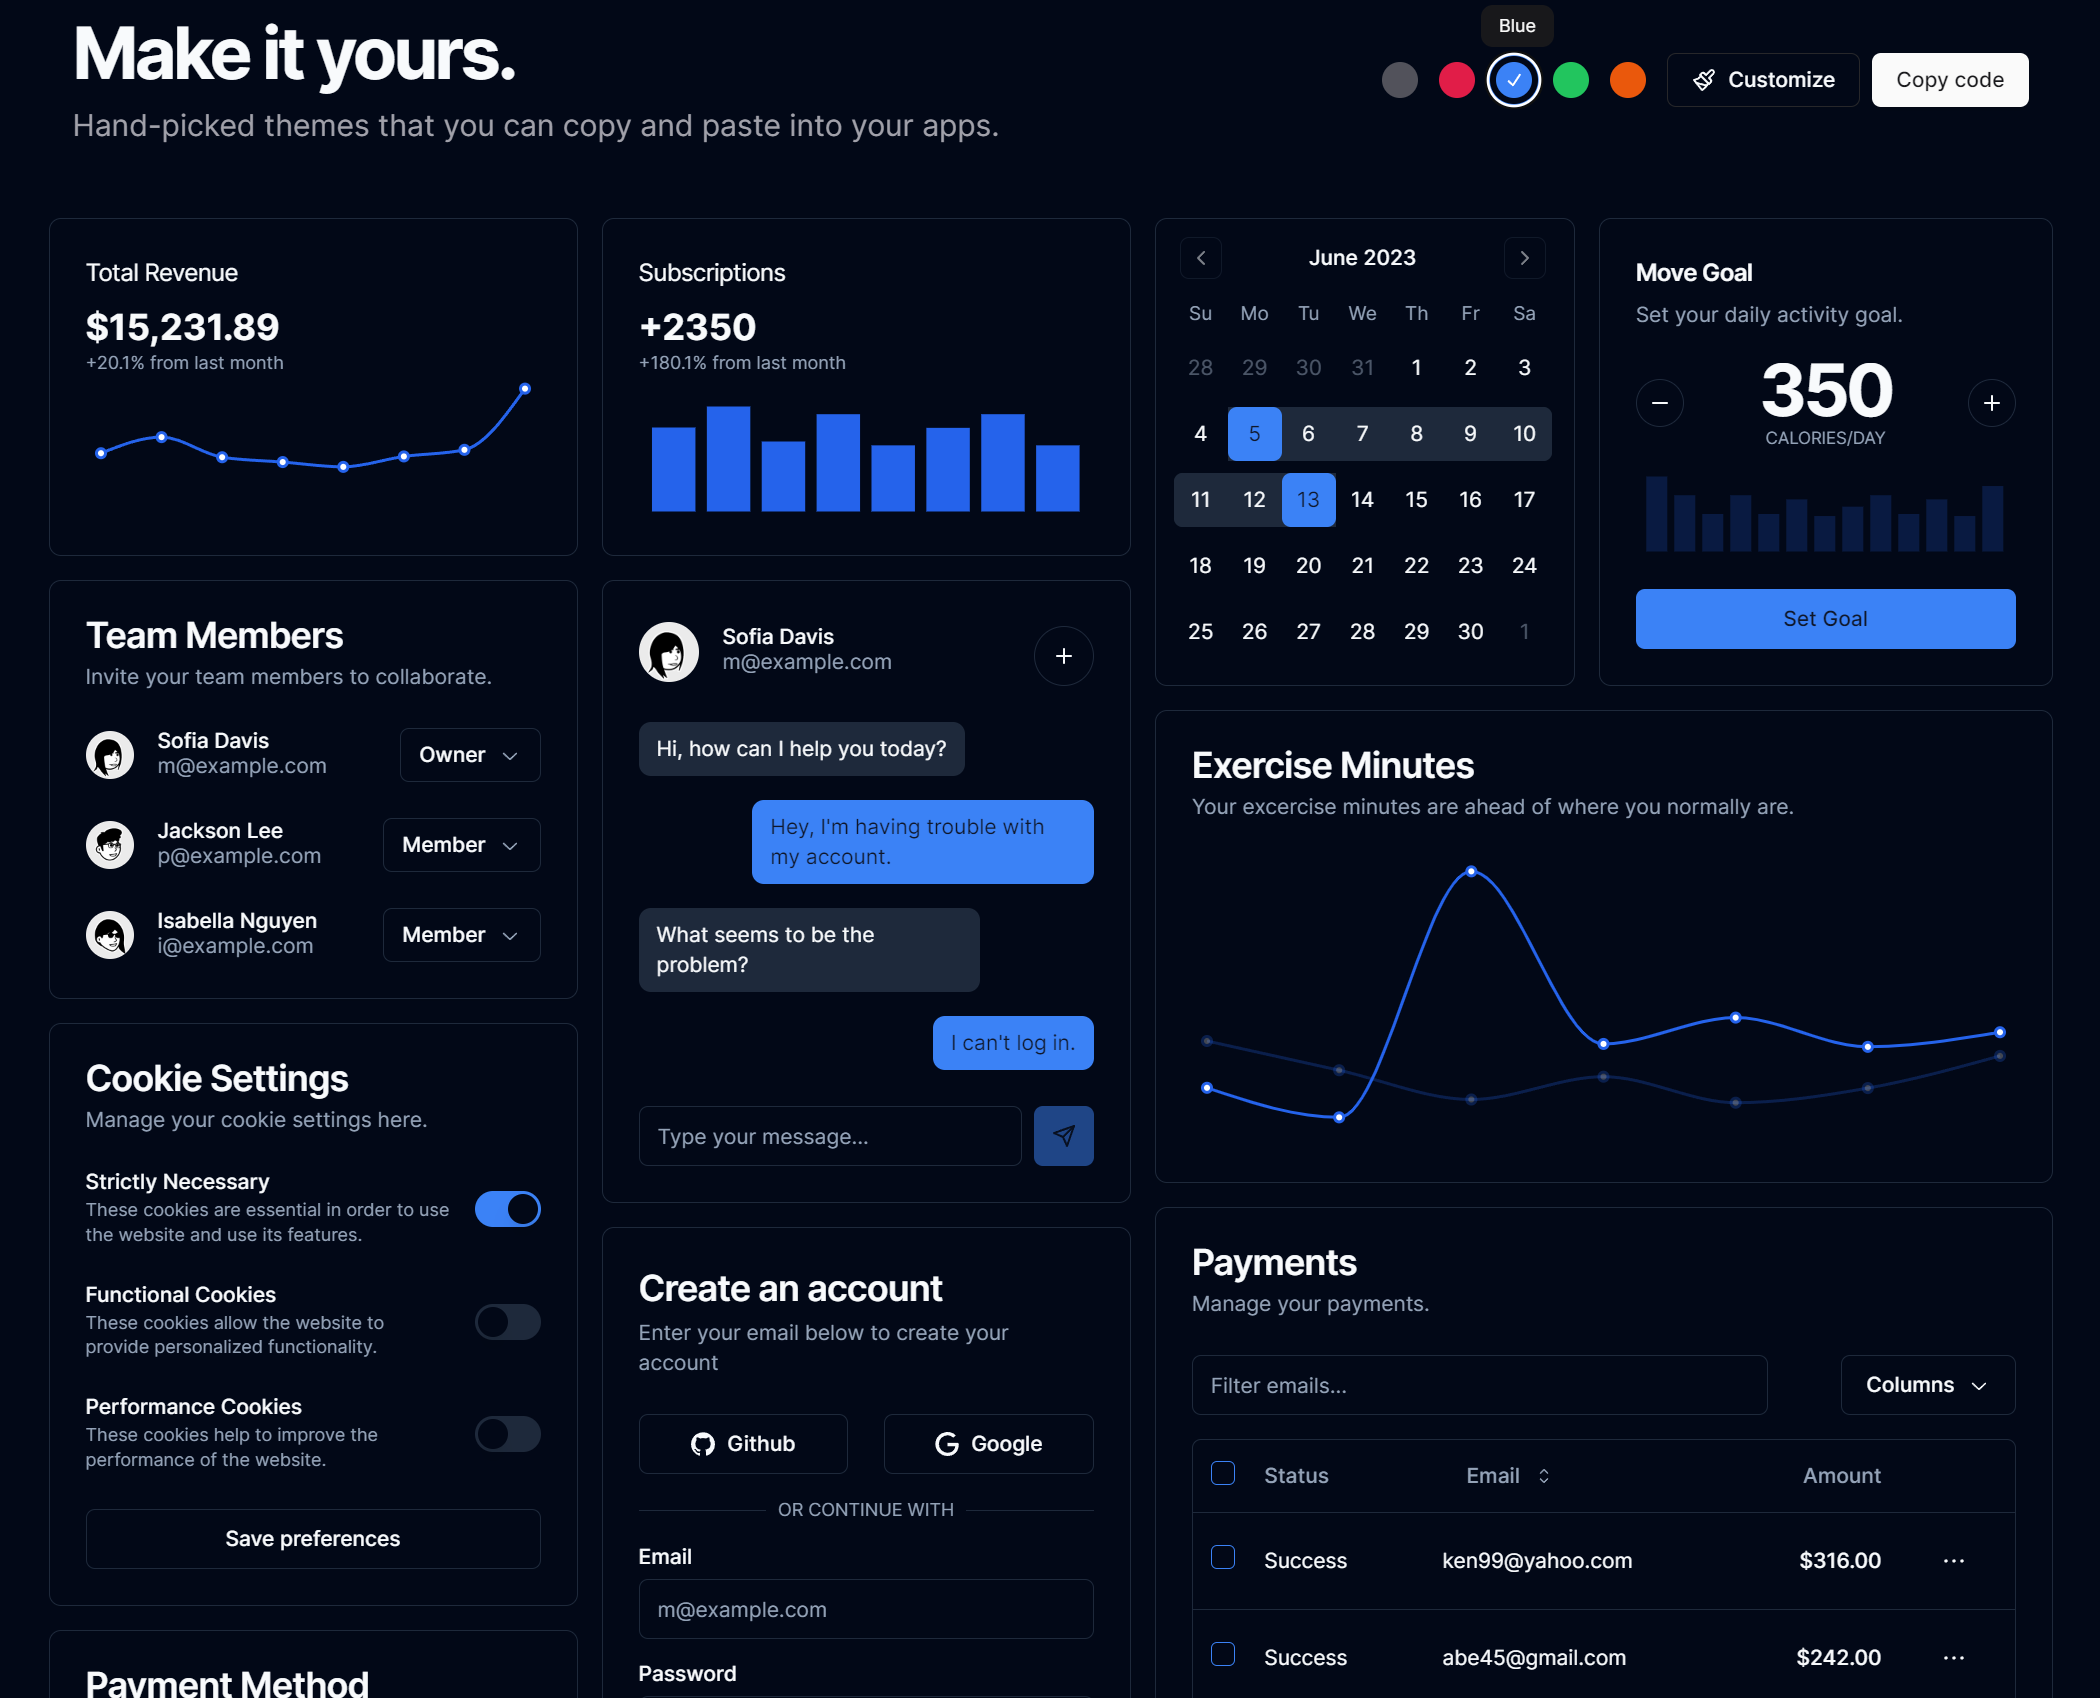 Make it yours.
Hand-picked themes that you can copy and paste into your apps.
Blue
Customize
Copy code
Total Revenue
$15,231.89
+20.1% from last month
Subscriptions
+2350
+180.1% from last month
June 2023
Su Mo Tu We Th Fr Sa
28 29 30 31 1 2 3
4 5 6 7 8 9 10
11 12 13 14 15 16 17
18 19 20 21 22 23 24
25 26 27 28 29 30 1
Move Goal
Set your daily activity goal.
350
CALORIES/DAY
Set Goal
Team Members
Invite your team members to collaborate.
Sofia Davis
m@example.com
Owner
Jackson Lee
p@example.com
Member
Isabella Nguyen
i@example.com
Member
Sofia Davis
m@example.com
Hi, how can I help you today?
Hey, I'm having trouble with
my account.
What seems to be the
problem?
I can't log in.
Type your message...
Exercise Minutes
Your excercise minutes are ahead of where you normally are.
Cookie Settings
Manage your cookie settings here.
Strictly Necessary
These cookies are essential in order to use
the website and use its features.
Functional Cookies
These cookies allow the website to
provide personalized functionality.
Performance Cookies
These cookies help to improve the
performance of the website.
Save preferences
Create an account
Enter your email below to create your
account
Github
Google
OR CONTINUE WITH
Email
m@example.com
Password
Payments
Manage your payments.
Filter emails...
Columns
Status Email Amount
Success ken99@yahoo.com $316.00
Success abe45@gmail.com $242.00
Payment Method